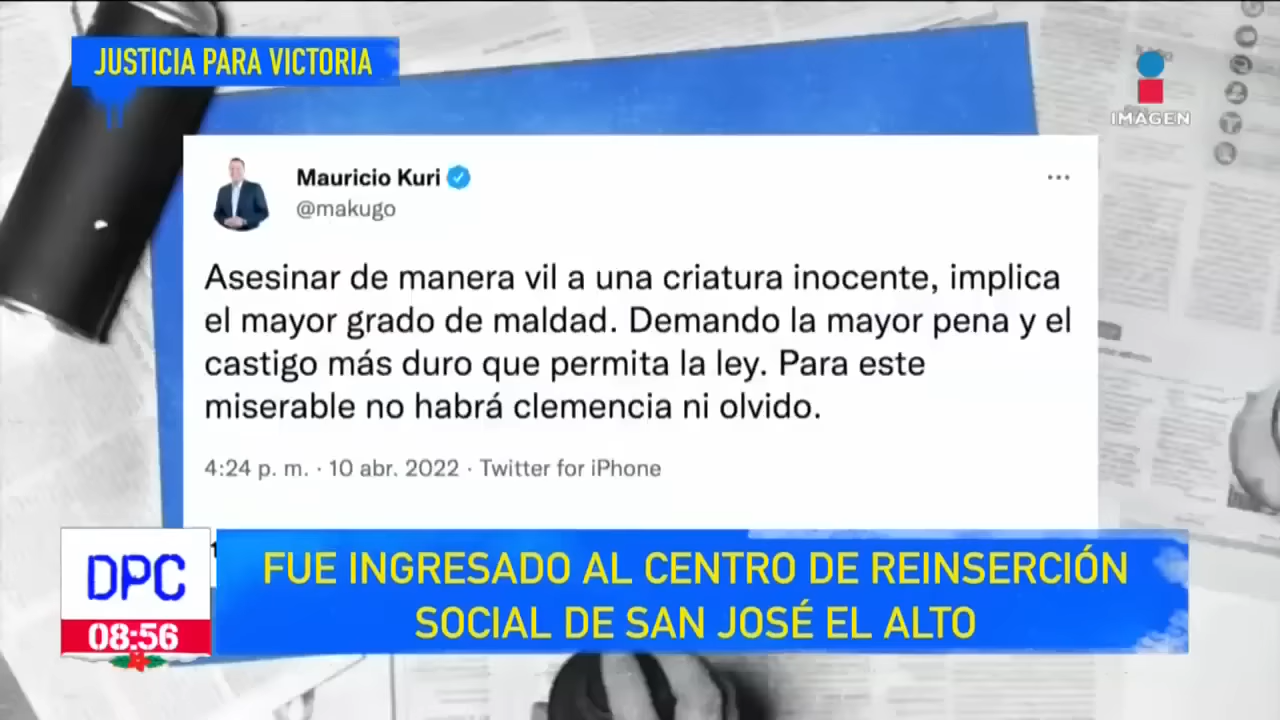 JUSTICIA PARA VICTORIA
IMAGEN
Mauricio Kuri
@makugo
Asesinar de manera vil a una criatura inocente, implica
el mayor grado de maldad. Demando la mayor pena y el
castigo más duro que permita la ley. Para este
miserable no habrá clemencia ni olvido.
4:24 p. m. · 10 abr. 2022 · Twitter for iPhone
DPC
08:56
FUE INGRESADO AL CENTRO DE REINSERCIÓN
SOCIAL DE SAN JOSÉ EL ALTO